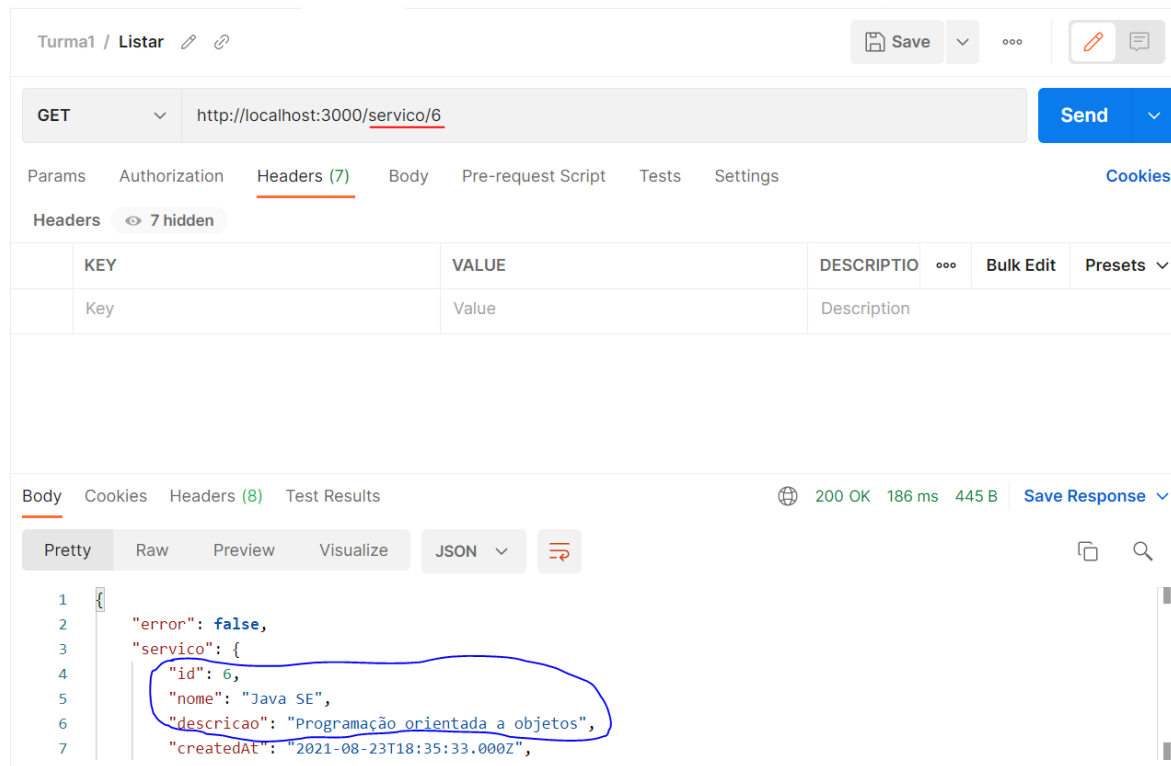 Turma1 / Listar Save ooo
GET http://localhost:3000/servico/6 Send
Params Authorization Headers (7) Body Pre-request Script Tests Settings Cookies
Headers 7 hidden
KEY VALUE DESCRIPTIO ooo Bulk Edit Presets
Key Value Description
Body Cookies Headers (8) Test Results 200 OK 186 ms 445 B Save Response
Pretty Raw Preview Visualize JSON
1 {
2 "error": false,
3 "servico": {
4 "id": 6,
5 "nome": "Java SE",
6 "descricao": "Programação orientada a objetos",
7 "createdAt": "2021-08-23T18:35:33.000Z",